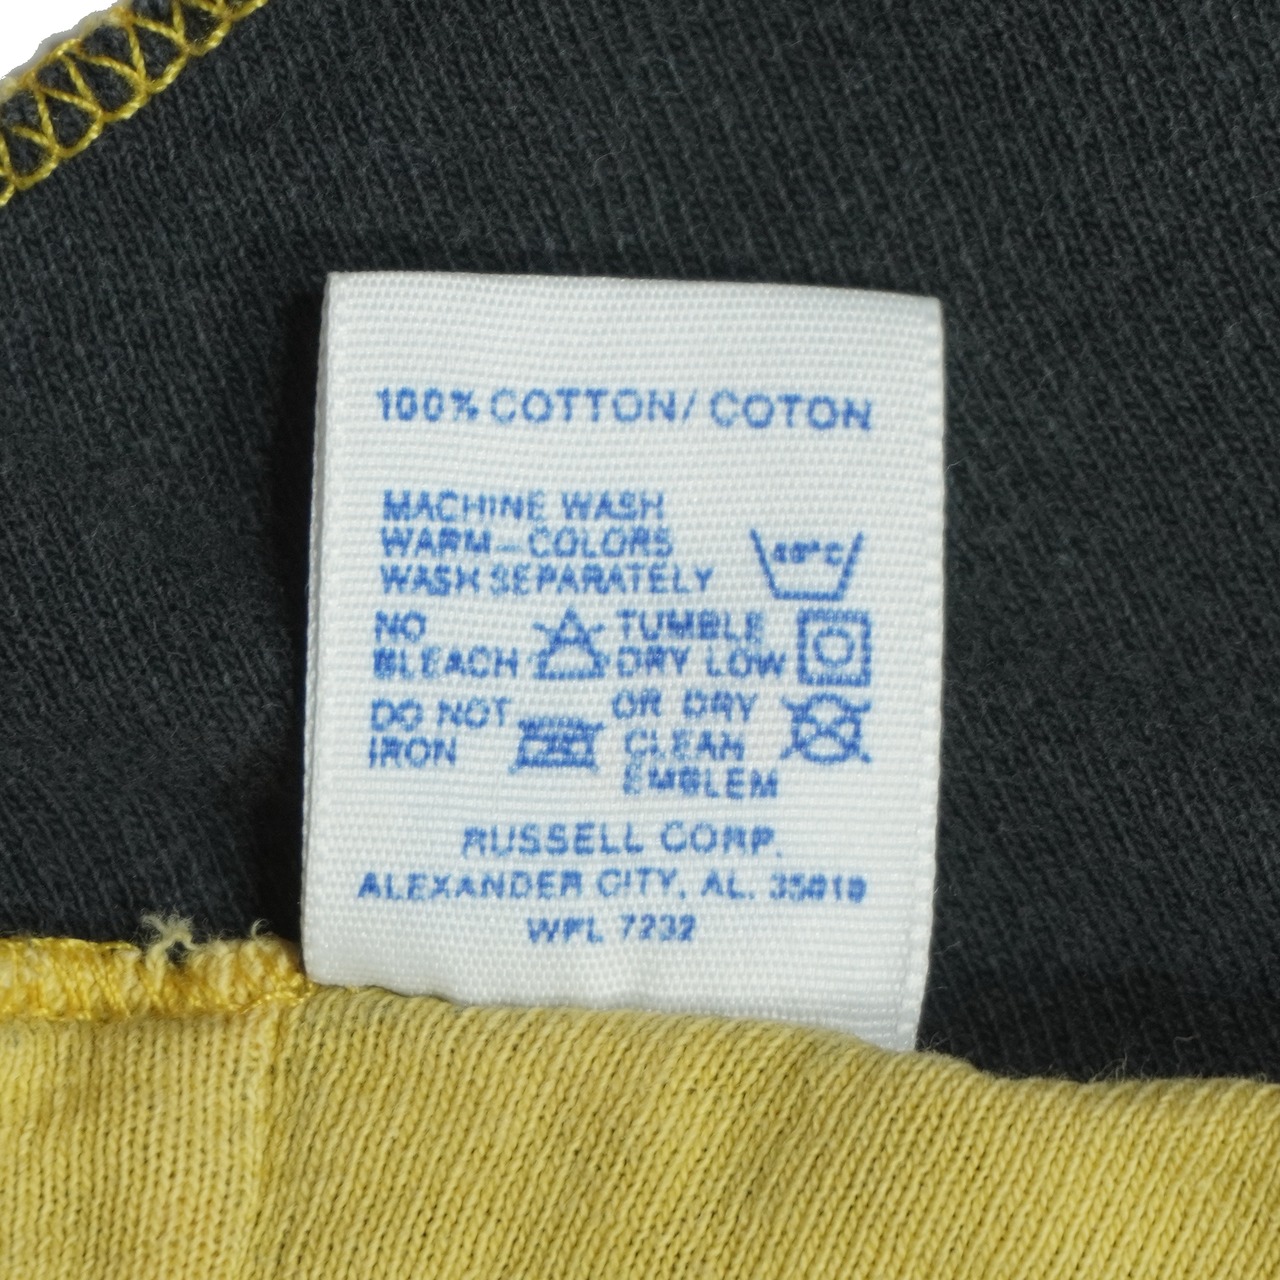 100% COTTON/ COTON
MACHINE WASH
WARM—COLORS
WASH SEPARATELY
40°C
NO
BLEACH
TUMBLE
DRY LOW
DO NOT
IRON
OR DRY
CLEAN
EMBLEM
RUSSELL CORP.
ALEXANDER CITY, AL. 35010
WPL 7232